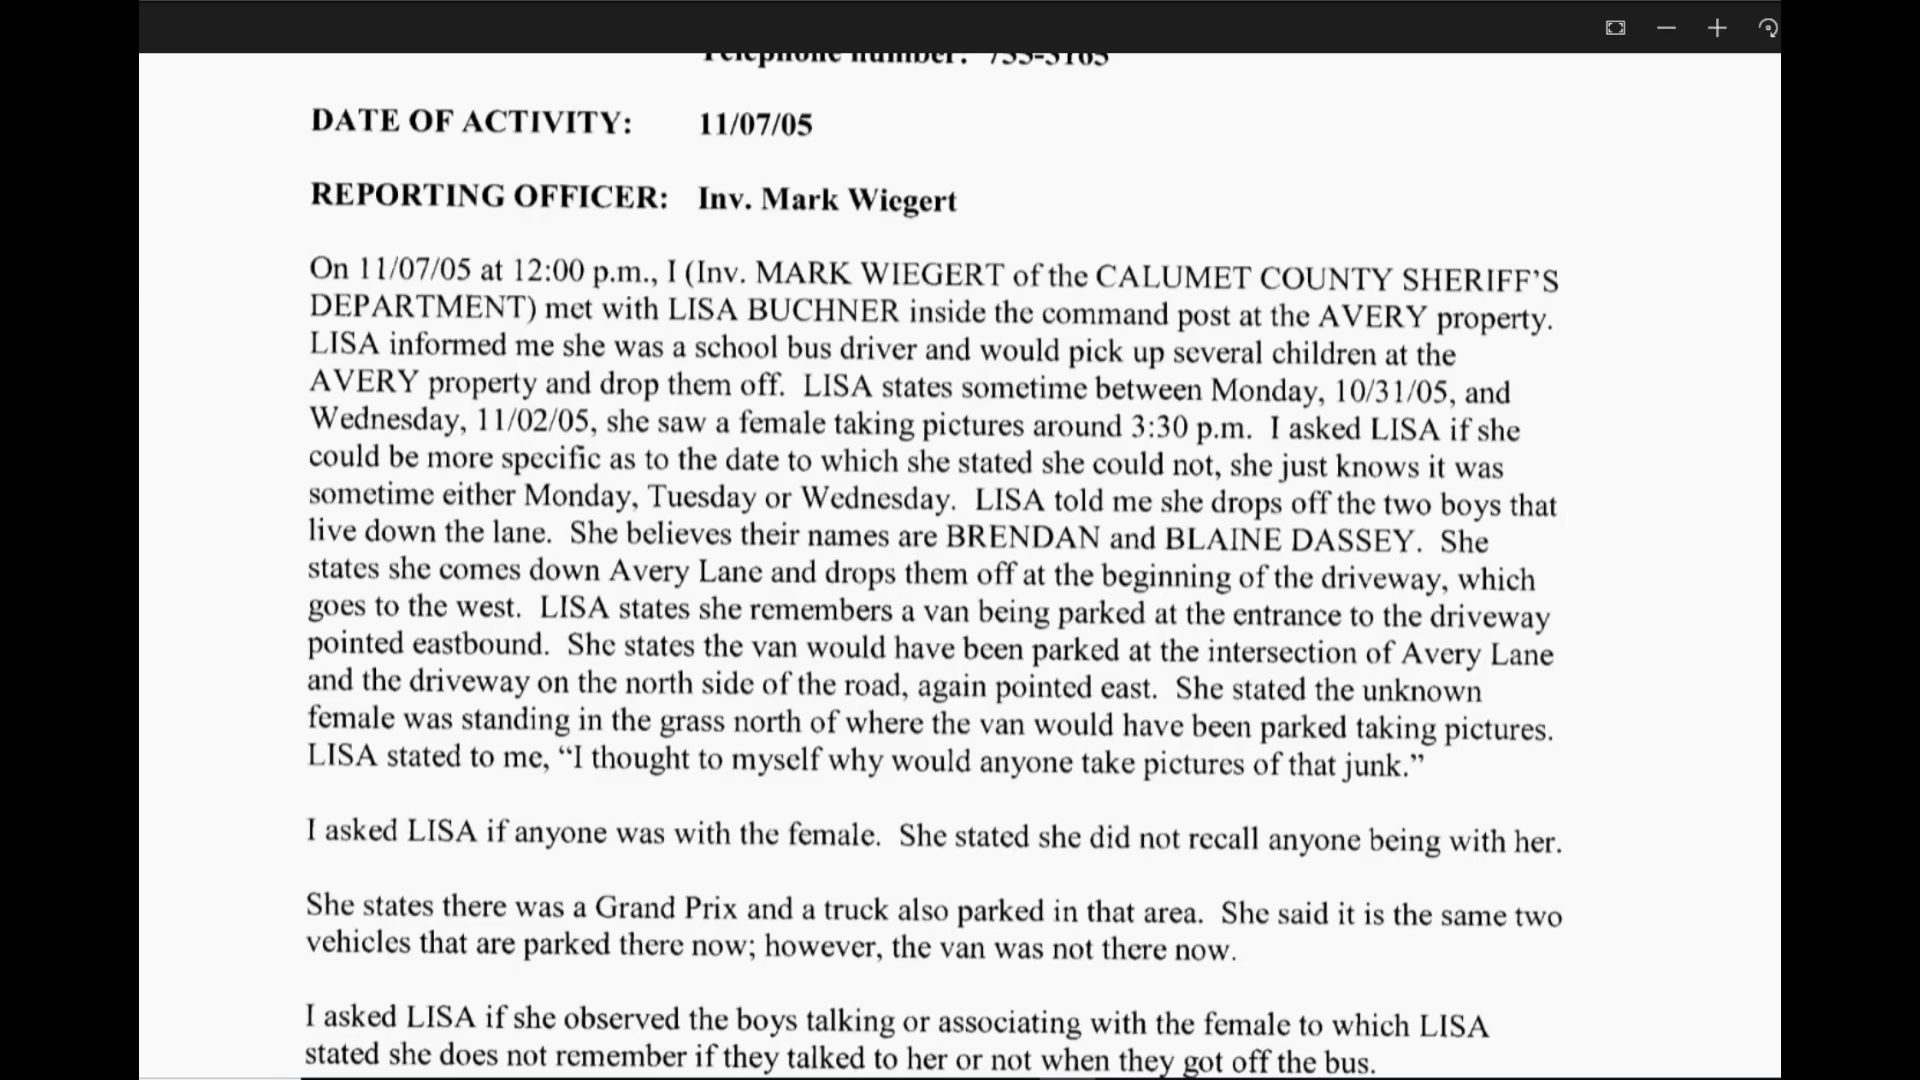 Telephone number: 755-5165
DATE OF ACTIVITY: 11/07/05
REPORTING OFFICER: Inv. Mark Wiegert
On 11/07/05 at 12:00 p.m., I (Inv. MARK WIEGERT of the CALUMET COUNTY SHERIFF'S
DEPARTMENT) met with LISA BUCHNER inside the command post at the AVERY property.
LISA informed me she was a school bus driver and would pick up several children at the
AVERY property and drop them off. LISA states sometime between Monday, 10/31/05, and
Wednesday, 11/02/05, she saw a female taking pictures around 3:30 p.m. I asked LISA if she
could be more specific as to the date to which she stated she could not, she just knows it was
sometime either Monday, Tuesday or Wednesday. LISA told me she drops off the two boys that
live down the lane. She believes their names are BRENDAN and BLAINE DASSEY. She
states she comes down Avery Lane and drops them off at the beginning of the driveway, which
goes to the west. LISA states she remembers a van being parked at the entrance to the driveway
pointed eastbound. She states the van would have been parked at the intersection of Avery Lane
and the driveway on the north side of the road, again pointed east. She stated the unknown
female was standing in the grass north of where the van would have been parked taking pictures.
LISA stated to me, “I thought to myself why would anyone take pictures of that junk.”
I asked LISA if anyone was with the female. She stated she did not recall anyone being with her.
She states there was a Grand Prix and a truck also parked in that area. She said it is the same two
vehicles that are parked there now; however, the van was not there now.
I asked LISA if she observed the boys talking or associating with the female to which LISA
stated she does not remember if they talked to her or not when they got off the bus.